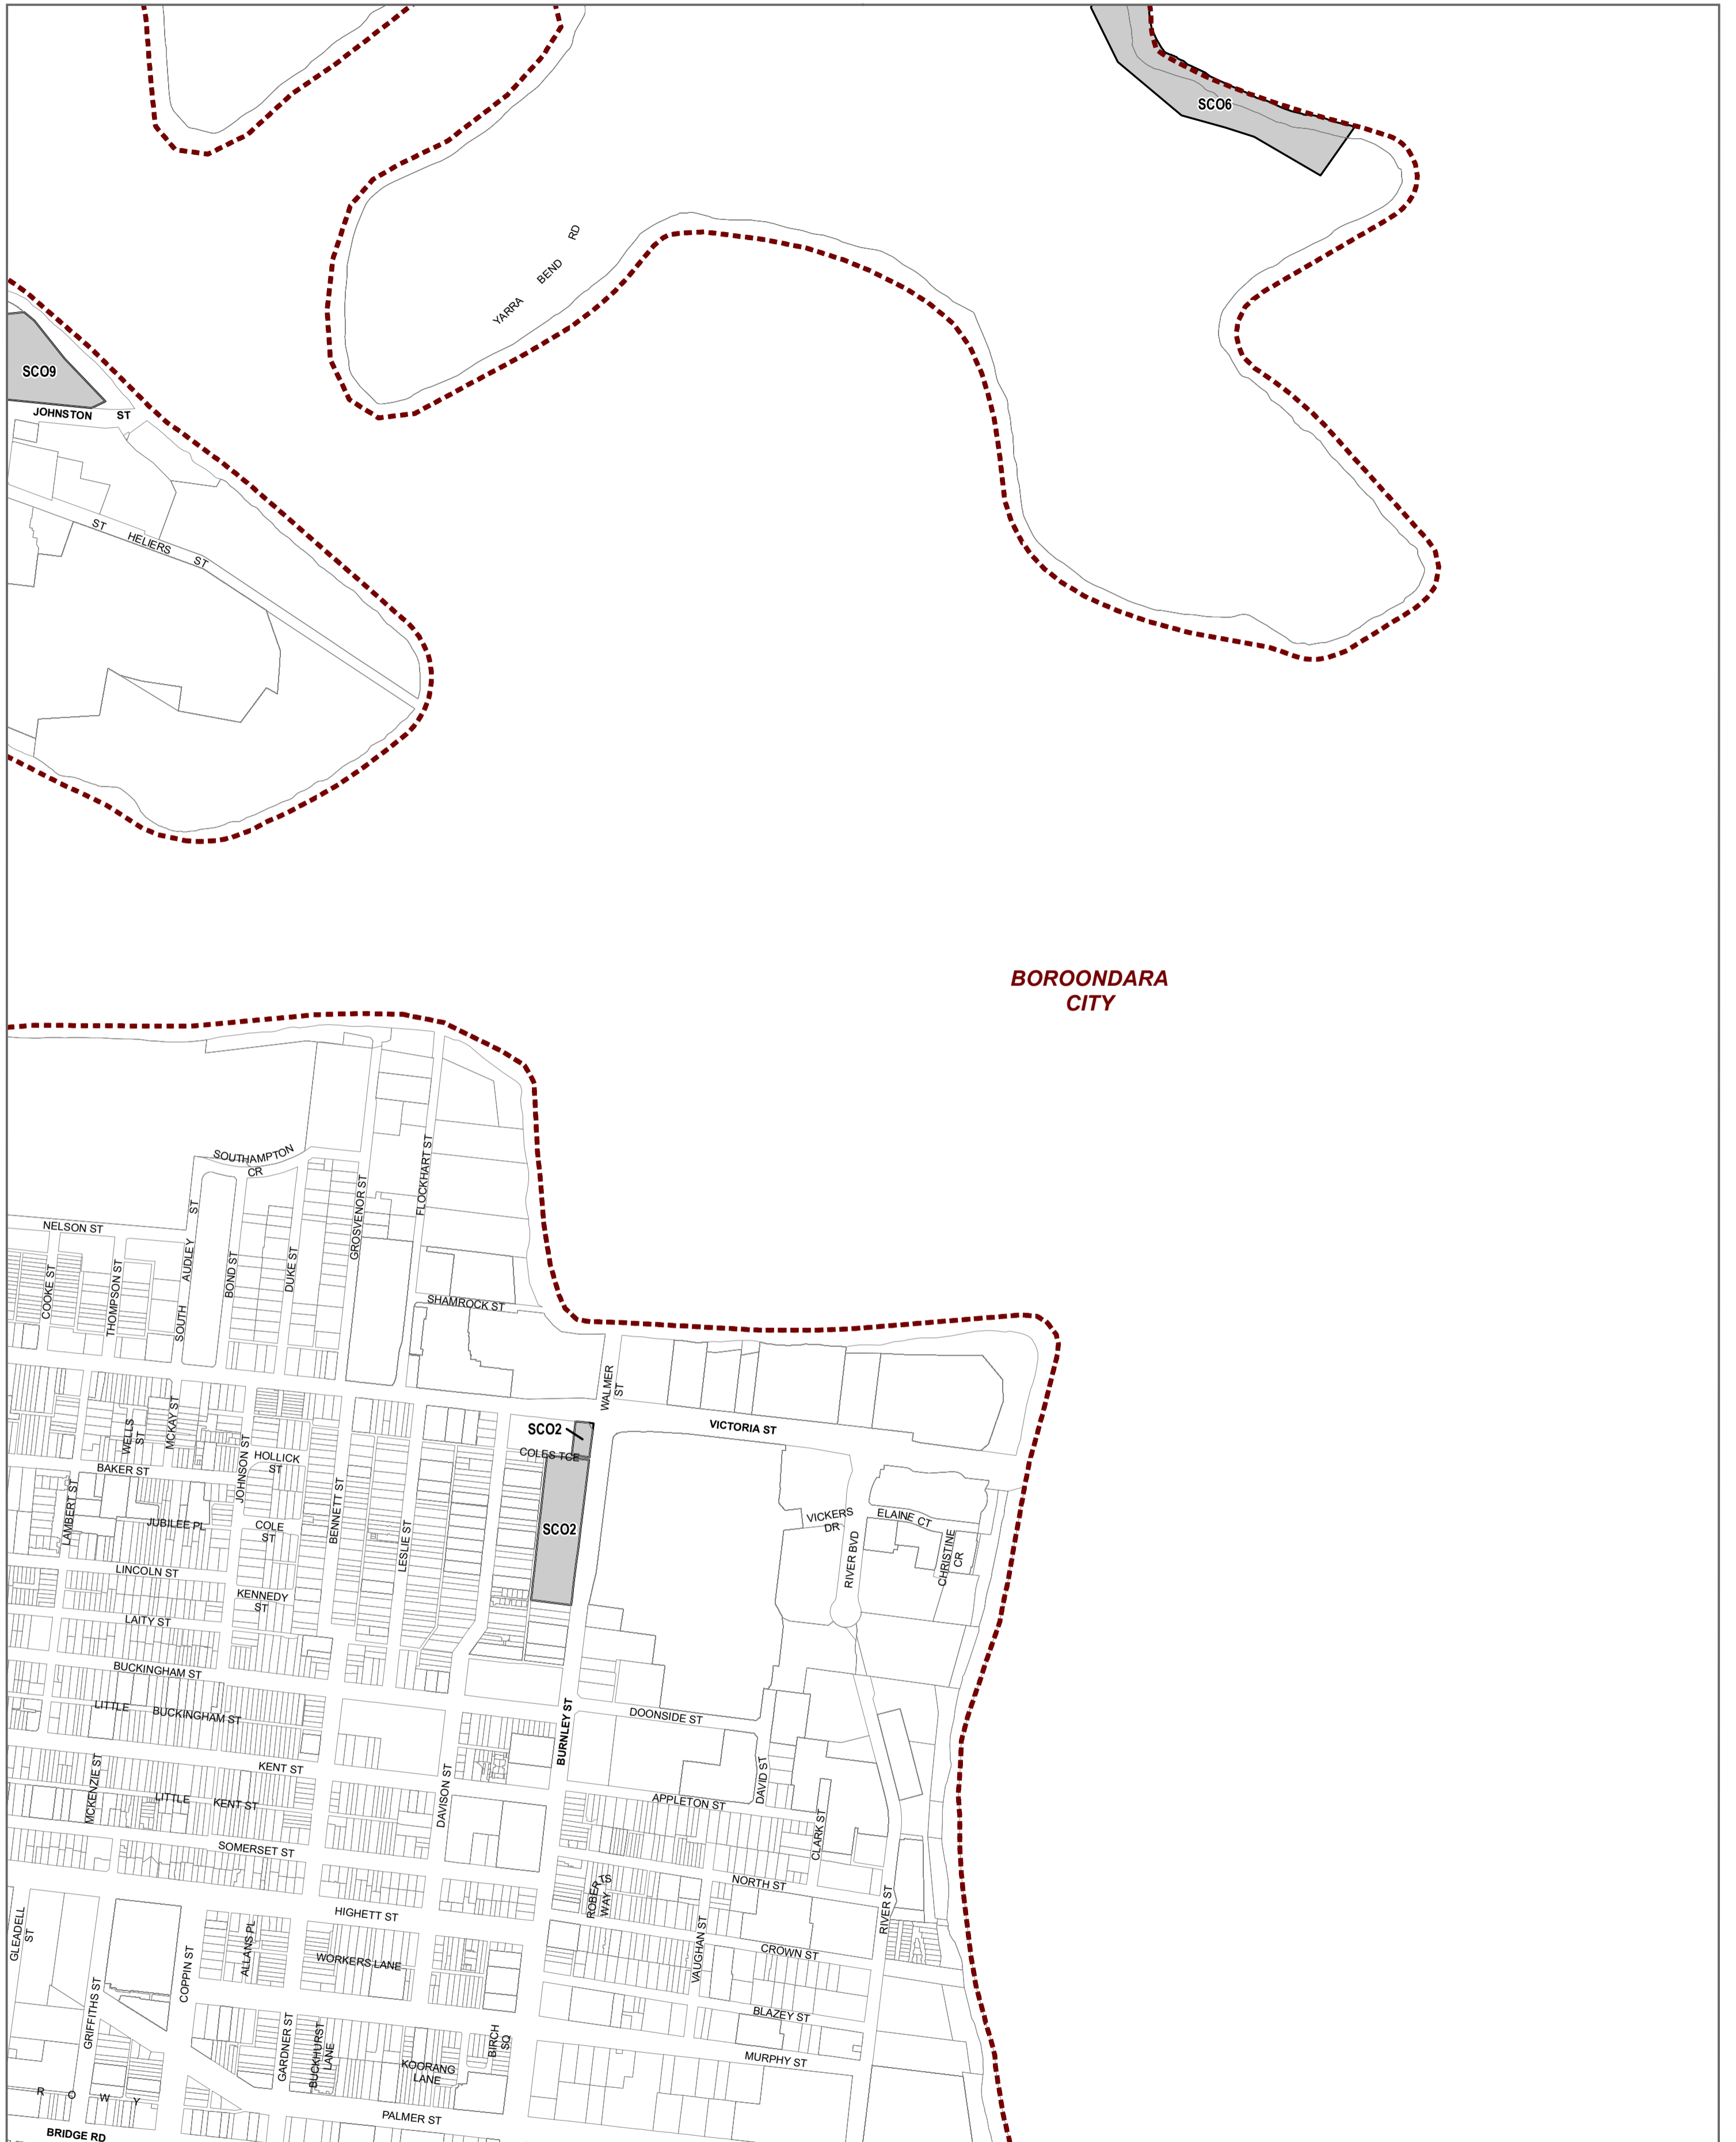 SCO6
YARRA BEND RD
SCO9
JOHNSTON ST
ST HELIERS ST
BOROONDARA
CITY
SOUTHAMPTON
CR
FLOCKHART ST
GROSVENOR ST
NELSON ST
SOUTH AUDLEY ST
BOND ST
DUKE ST
COOKE ST
THOMPSON ST
SHAMROCK ST
WALMER
ST
VICTORIA ST
SCO2
COLES TCE
MCKAY ST
WELLS
ST
JOHNSON ST
HOLLICK
ST
BAKER ST
LAMBERT ST
JUBILEE PL
COLE
ST
BENNETT ST
LESLIE ST
SCO2
VICKERS
DR
ELAINE CT
RIVER BVD
CHRISTINE
CR
LINCOLN ST
KENNEDY
ST
LAITY ST
BUCKINGHAM ST
LITTLE BUCKINGHAM ST
BURNLEY ST
DOONSIDE ST
KENT ST
MCKENZIE ST
LITTLE KENT ST
DAVISON ST
DAVID ST
APPLETON ST
CLARK ST
SOMERSET ST
NORTH ST
ROBERTS
WAY
RIVER ST
HIGHETT ST
GLEADELL
ST
ALLANS PL
COPPIN ST
WORKERS LANE
VAUGHAN ST
CROWN ST
GRIFFITHS ST
BLAZEY ST
GARDNER ST
BUCKHURST
LANE
BIRCH
SQ
KOORANG
LANE
MURPHY ST
R O W Y
PALMER ST
BRIDGE RD